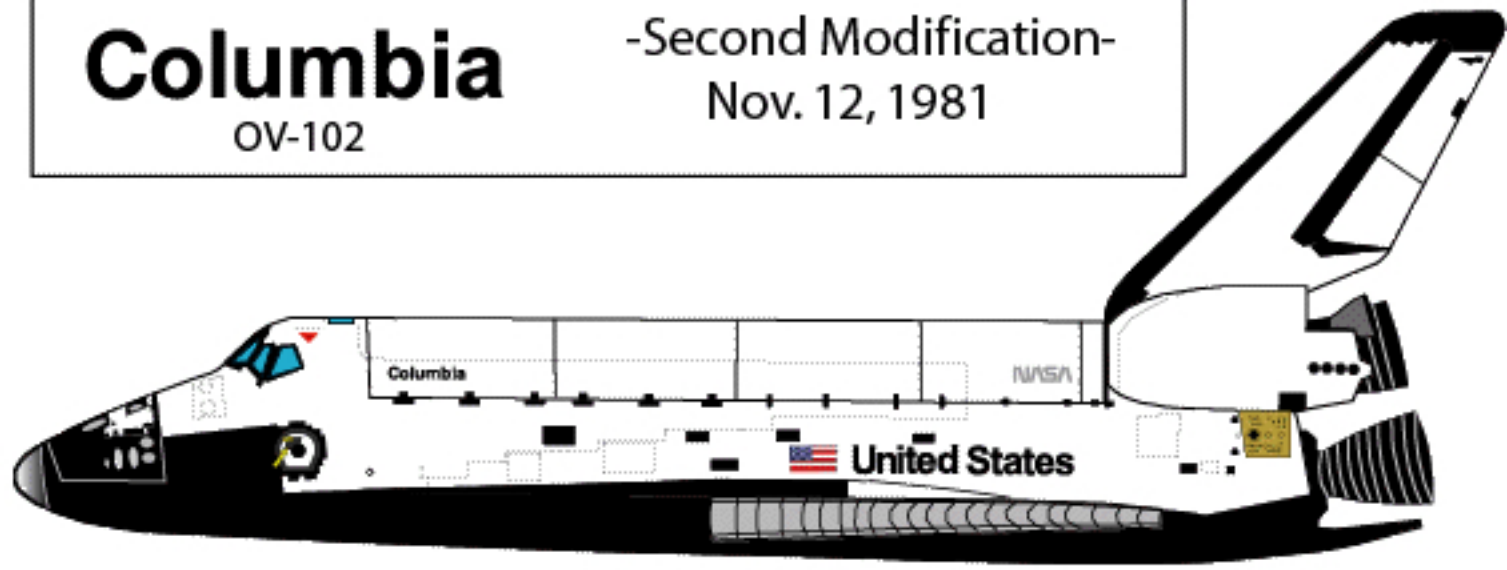 Columbia
OV-102
-Second Modification-
Nov. 12, 1981
Columbia
NASA
United States